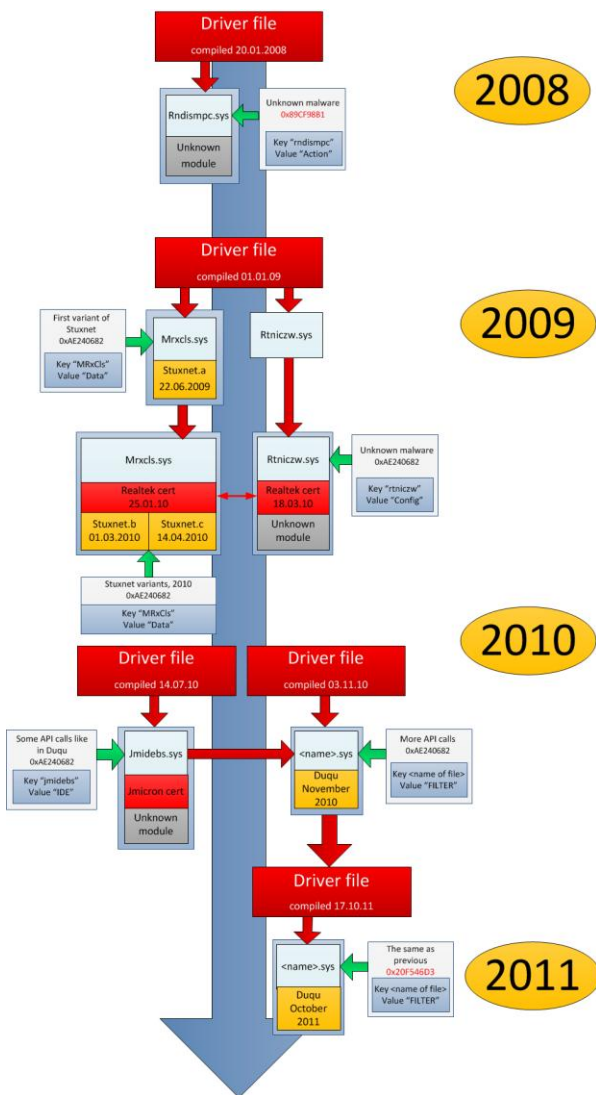 Driver file
compiled 20.01.2008
2008
Rndismpc.sys
Unknown
module
Unknown malware
0x89CF98B1
Key "rndismpc"
Value "Action"
Driver file
compiled 01.01.09
2009
First variant of
Stuxnet
0xAE240682
Key "MRxCls"
Value "Data"
Mrxcls.sys
Stuxnet.a
22.06.2009
Rtniczw.sys
Mrxcls.sys
Realtek cert
25.01.10
Stuxnet.b
01.03.2010
Stuxnet.c
14.04.2010
Rtniczw.sys
Realtek cert
18.03.10
Unknown
module
Unknown malware
0xAE240682
Key "rtniczw"
Value "Config"
Stuxnet variants, 2010
0xAE240682
Key "MRxCls"
Value "Data"
2010
Driver file
compiled 14.07.10
Driver file
compiled 03.11.10
Some API calls like
in Duqu
0xAE240682
Key "jmidebs"
Value "IDE"
Jmidebs.sys
Jmicron cert
Unknown
module
<name>.sys
Duqu
November
2010
More API calls
0xAE240682
Key <name of file>
Value "FILTER"
Driver file
compiled 17.10.11
2011
<name>.sys
Duqu
October
2011
The same as
previous
0x20F546D3
Key <name of file>
Value "FILTER"